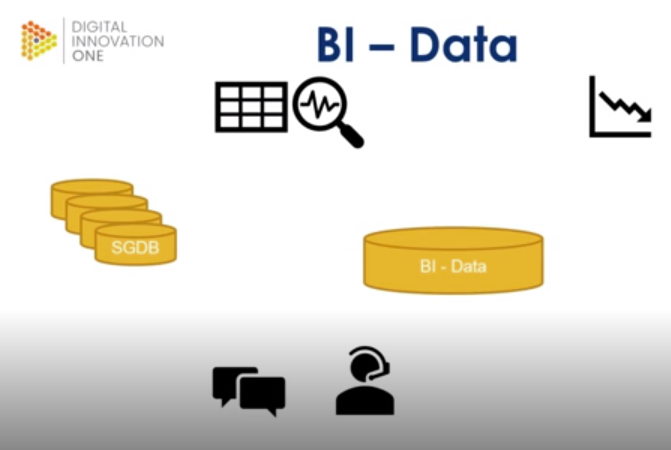 DIGITAL
INNOVATION
ONE
BI – Data
SGDB
BI - Data